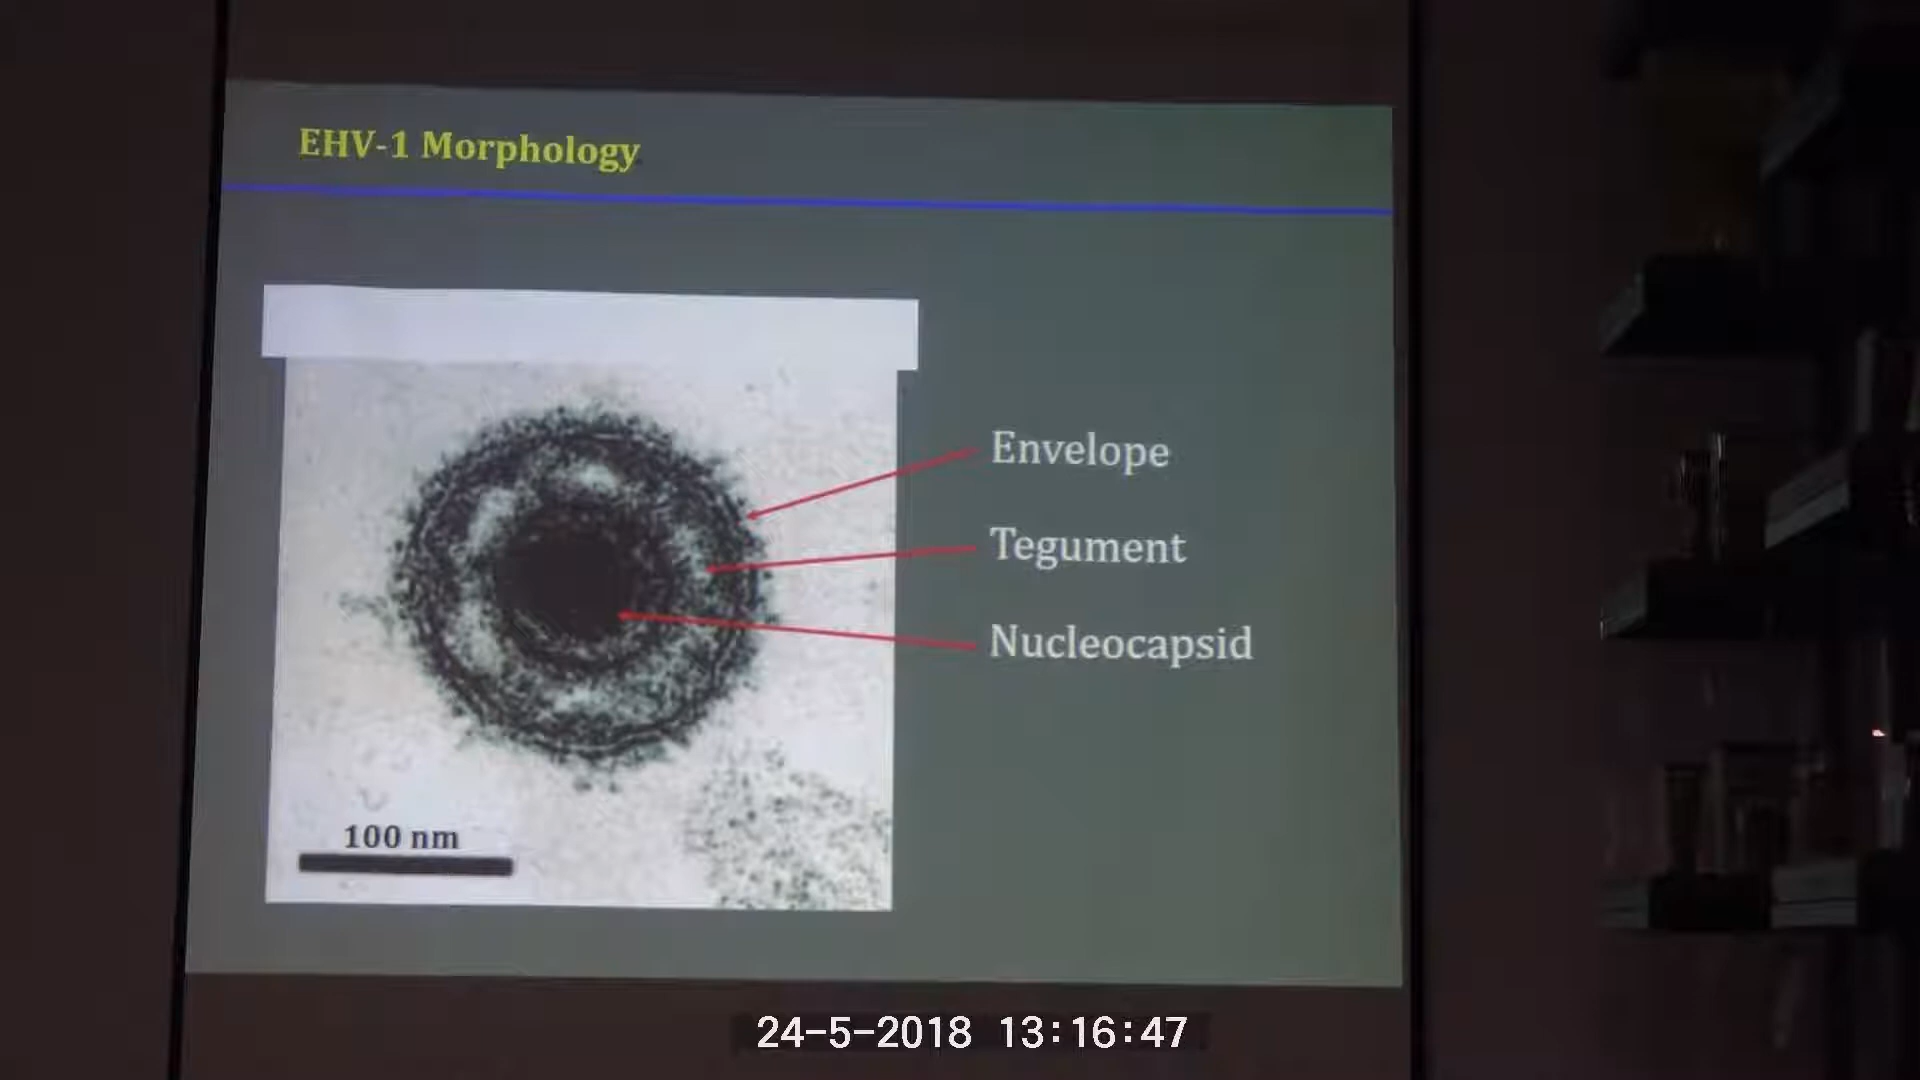 EHV-1 Morphology
Envelope
Tegument
Nucleocapsid
100 nm
24-5-2018 13:16:47